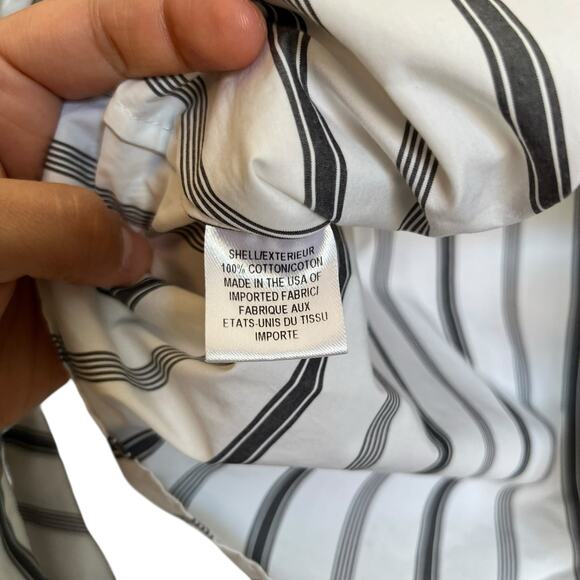 SHELL/EXTERIEUR
100% COTTON/COTON
MADE IN THE USA OF
IMPORTED FABRIC/
FABRIQUE AUX
ETATS-UNIS DU TISSU
IMPORTE